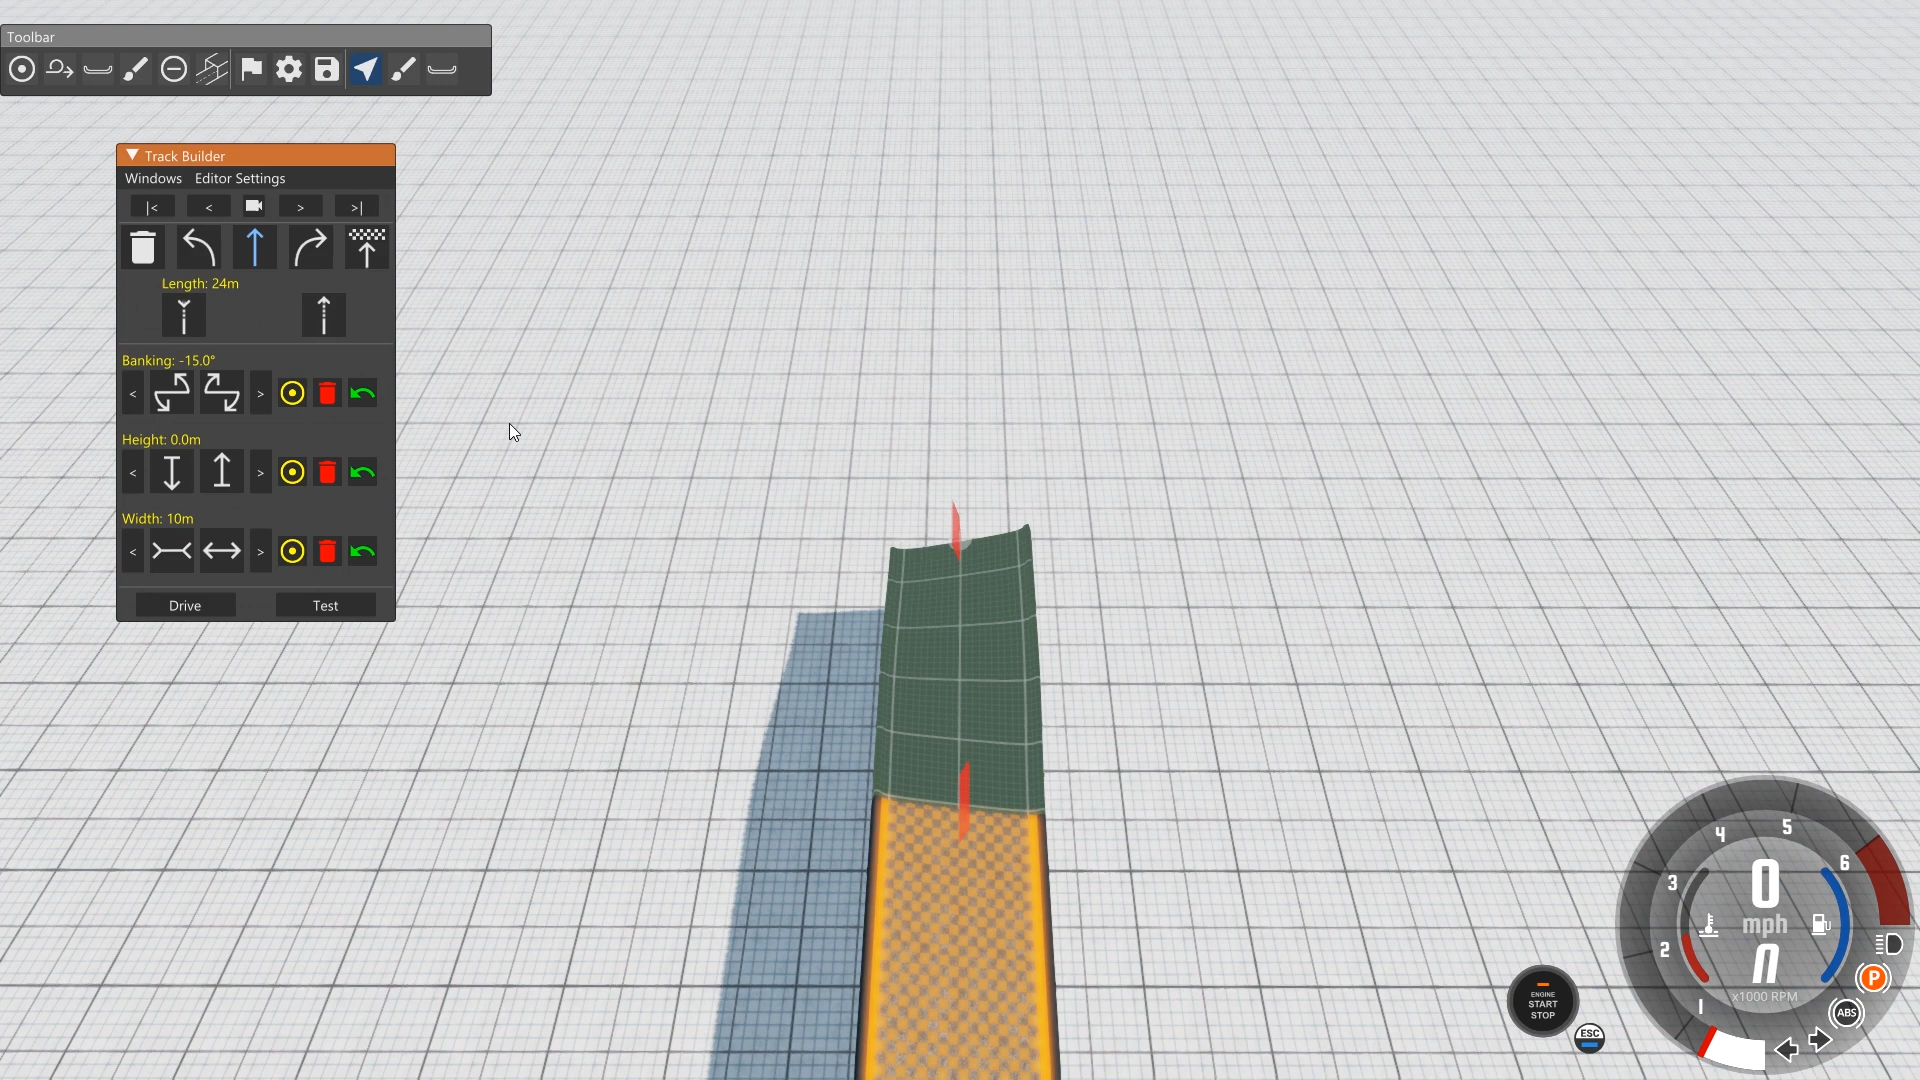 Toolbar
Track Builder
Windows Editor Settings
|< < > >|
Length: 24m
Banking: -15.0°
< >
Height: 0.0m
< >
Width: 10m
< >
Drive Test
1 2 3 4 5 6
0
mph
n
x1000 RPM
P
ABS
ENGINE
START
STOP
ESC